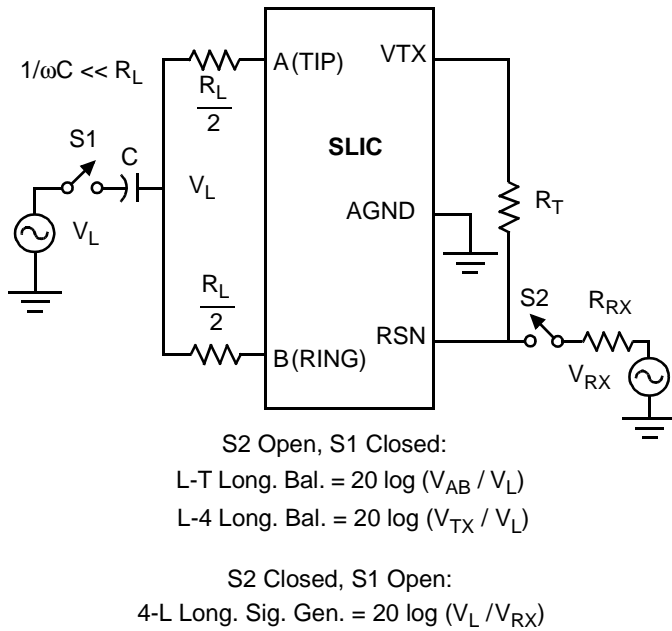 1/ωC << R_L
R_L
2
A(TIP)
VTX
S1
C
V_L
V_L
SLIC
AGND
R_T
R_L
2
S2
R_RX
RSN
B(RING)
V_RX
S2 Open, S1 Closed:
L-T Long. Bal. = 20 log (V_AB / V_L)
L-4 Long. Bal. = 20 log (V_TX / V_L)
S2 Closed, S1 Open:
4-L Long. Sig. Gen. = 20 log (V_L / V_RX)